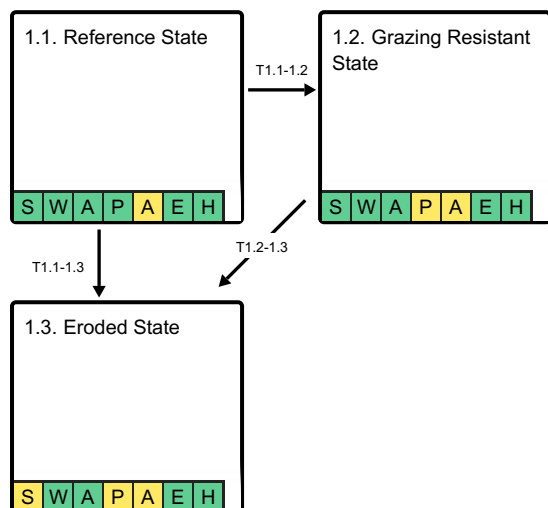 1.1. Reference State
1.2. Grazing Resistant
State
T1.1-1.2
S W A P A E H
S W A P A E H
T1.2-1.3
T1.1-1.3
1.3. Eroded State
S W A P A E H